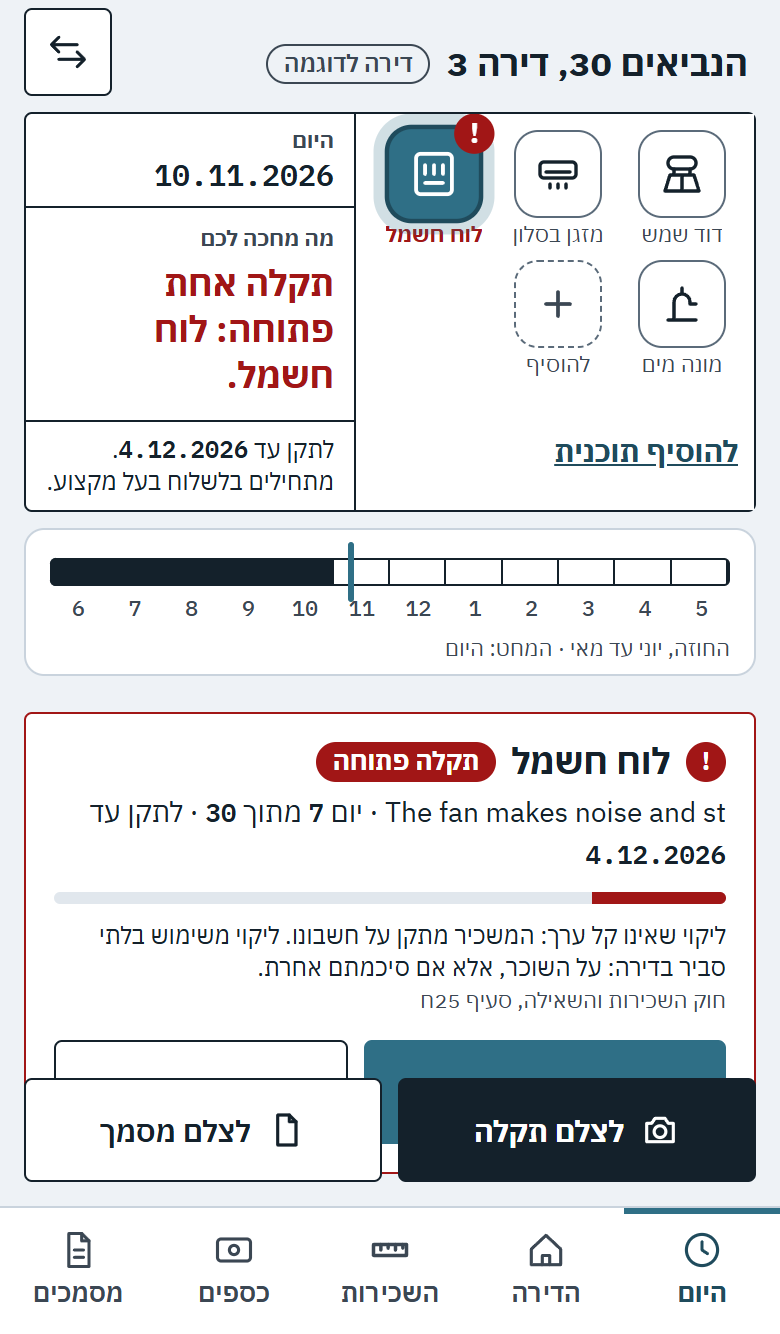 הנביאים 30, דירה 3
דירה לדוגמה
דוד שמש
מזגן בסלון
!
לוח חשמל
מונה מים
להוסיף
להוסיף תוכנית
היום
10.11.2026
מה מחכה לכם
תקלה אחת
פתוחה: לוח
חשמל.
לתקן עד 4.12.2026.
מתחילים בלשלוח בעל מקצוע.
6 7 8 9 10 11 12 1 2 3 4 5
החוזה, יוני עד מאי · המחט: היום
! לוח חשמל
תקלה פתוחה
The fan makes noise and st · יום 7 מתוך 30 · לתקן עד
4.12.2026
ליקוי שאינו קל ערך: המשכיר מתקן על חשבונו. ליקוי משימוש בלתי
סביר בדירה: על השוכר, אלא אם סיכמתם אחרת.
חוק השכירות והשאילה, סעיף 25ח
לצלם תקלה
לצלם מסמך
היום
הדירה
השכירות
כספים
מסמכים